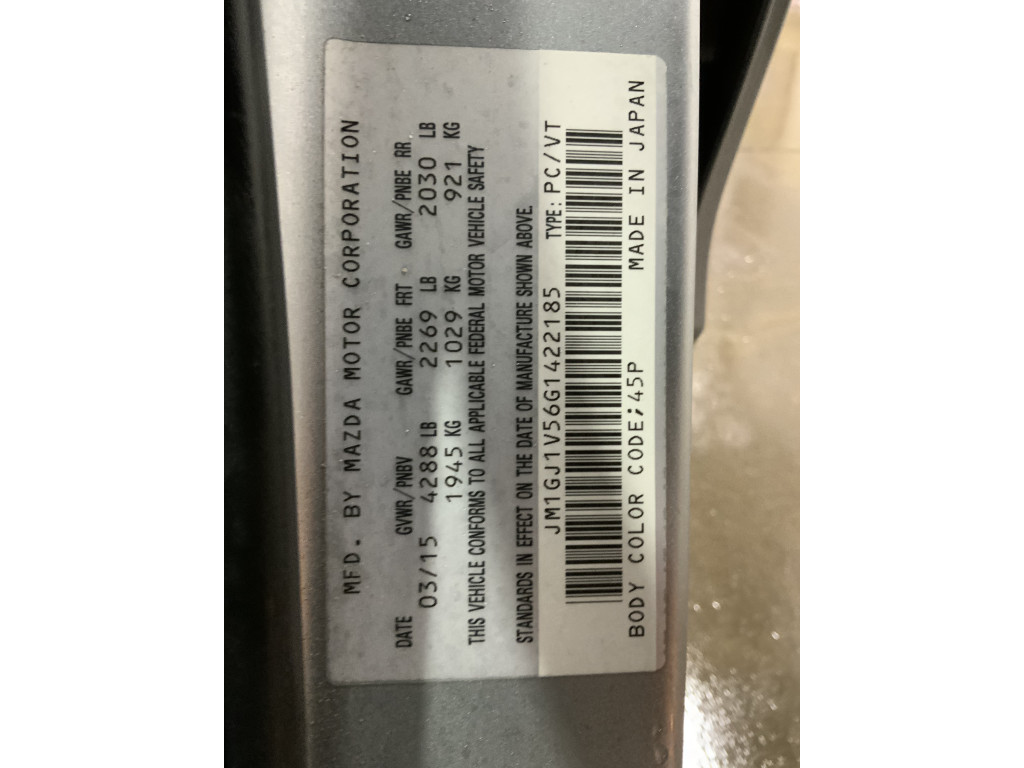 MFD. BY MAZDA MOTOR CORPORATION
DATE GVWR/PNBV GAWR/PNBE FRT GAWR/PNBE RR
03/15 4288 LB 2269 LB 2030 LB
1945 KG 1029 KG 921 KG
THIS VEHICLE CONFORMS TO ALL APPLICABLE FEDERAL MOTOR VEHICLE SAFETY
STANDARDS IN EFFECT ON THE DATE OF MANUFACTURE SHOWN ABOVE.
JM1GJ1V56G1422185 TYPE: PC/VT
BODY COLOR CODE;45P MADE IN JAPAN